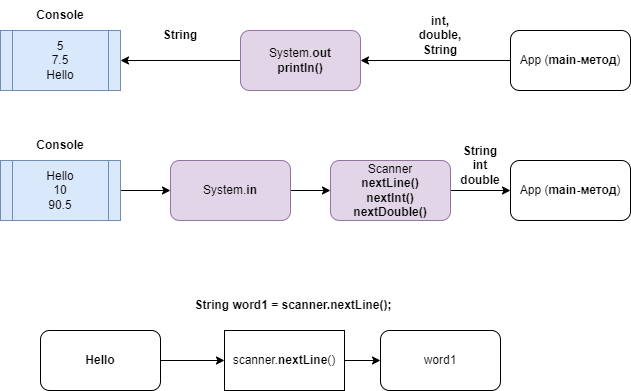 Console
5
7.5
Hello
String
System.out
println()
int,
double,
String
App (main-метод)
Console
Hello
10
90.5
System.in
Scanner
nextLine()
nextInt()
nextDouble()
String
int
double
App (main-метод)
String word1 = scanner.nextLine();
Hello
scanner.nextLine()
word1